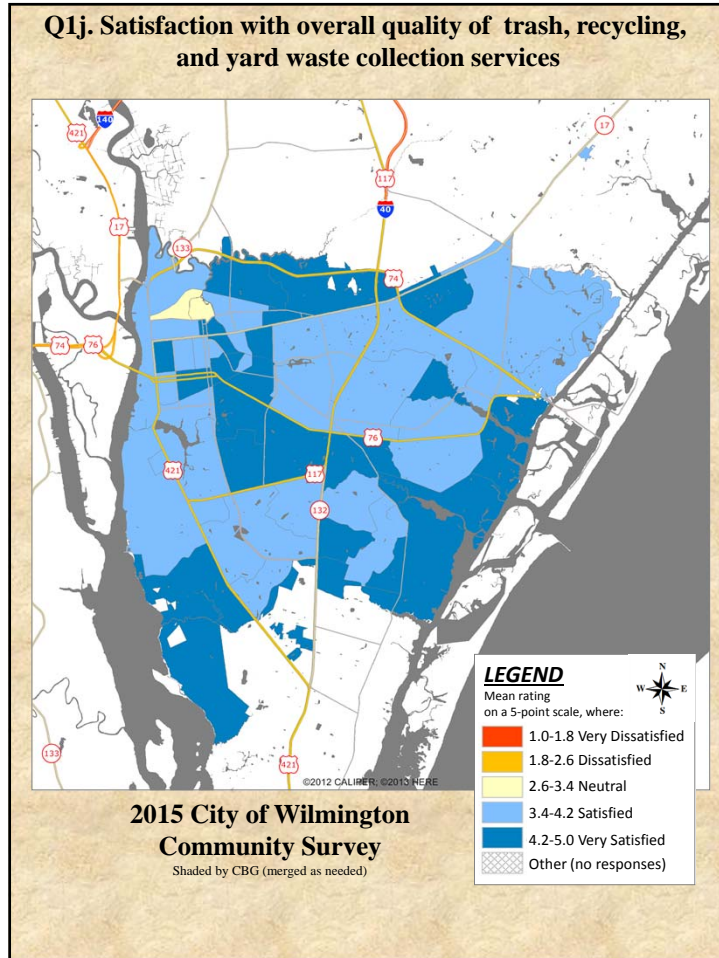 Q1j. Satisfaction with overall quality of trash, recycling,
and yard waste collection services
140
421
17
117
40
17
133
74
74
76
76
421
117
132
133
421
©2012 CALIPER; ©2013 HERE
LEGEND
Mean rating
on a 5-point scale, where:
N
W E
S
1.0-1.8 Very Dissatisfied
1.8-2.6 Dissatisfied
2.6-3.4 Neutral
3.4-4.2 Satisfied
4.2-5.0 Very Satisfied
Other (no responses)
2015 City of Wilmington
Community Survey
Shaded by CBG (merged as needed)